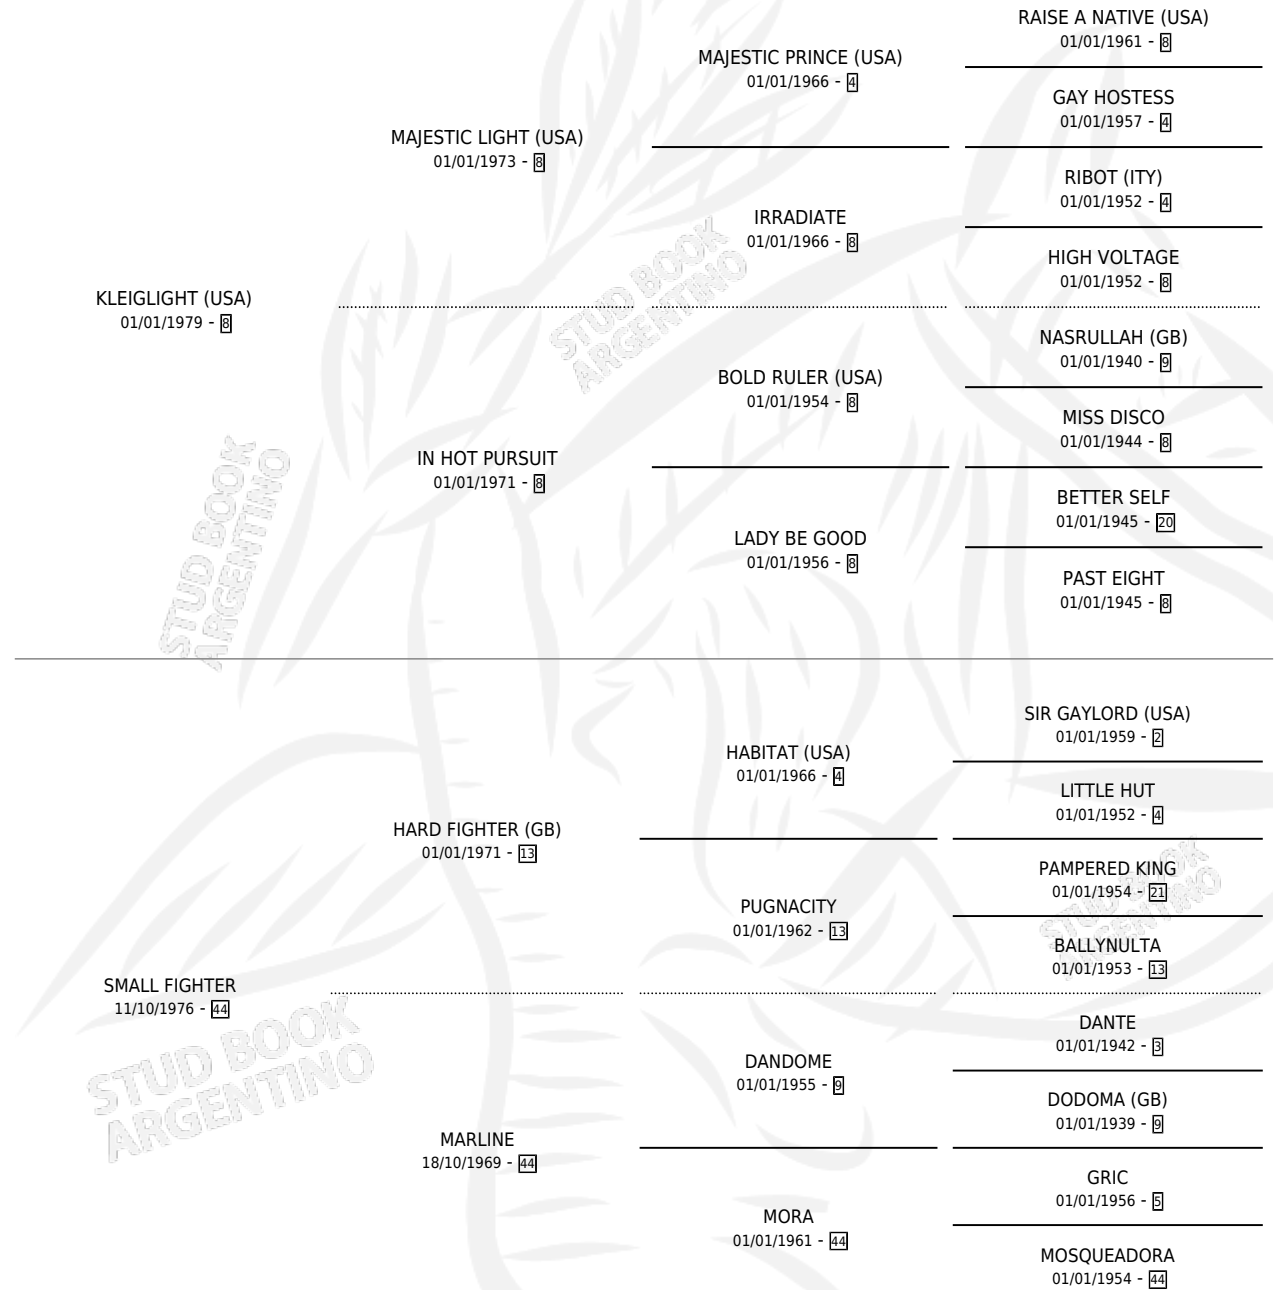 RAISE A NATIVE (USA)
01/01/1961 - 8
MAJESTIC PRINCE (USA)
01/01/1966 - 4
GAY HOSTESS
01/01/1957 - 4
MAJESTIC LIGHT (USA)
01/01/1973 - 8
RIBOT (ITY)
01/01/1952 - 4
IRRADIATE
01/01/1966 - 8
HIGH VOLTAGE
01/01/1952 - 8
KLEIGLIGHT (USA)
01/01/1979 - 8
NASRULLAH (GB)
01/01/1940 - 9
BOLD RULER (USA)
01/01/1954 - 8
MISS DISCO
01/01/1944 - 8
IN HOT PURSUIT
01/01/1971 - 8
BETTER SELF
01/01/1945 - 20
LADY BE GOOD
01/01/1956 - 8
PAST EIGHT
01/01/1945 - 8
SIR GAYLORD (USA)
01/01/1959 - 2
HABITAT (USA)
01/01/1966 - 4
LITTLE HUT
01/01/1952 - 4
HARD FIGHTER (GB)
01/01/1971 - 13
PAMPERED KING
01/01/1954 - 21
PUGNACITY
01/01/1962 - 13
BALLYNULTA
01/01/1953 - 13
SMALL FIGHTER
11/10/1976 - 44
DANTE
01/01/1942 - 3
DANDOME
01/01/1955 - 9
DODOMA (GB)
01/01/1939 - 9
MARLINE
18/10/1969 - 44
GRIC
01/01/1956 - 5
MORA
01/01/1961 - 44
MOSQUEADORA
01/01/1954 - 44
STUD BOOK
ARGENTINO
STUD BOOK
ARGENTINO
STUD BOOK
ARGENTINO
STUD BOOK
ARGENTINO